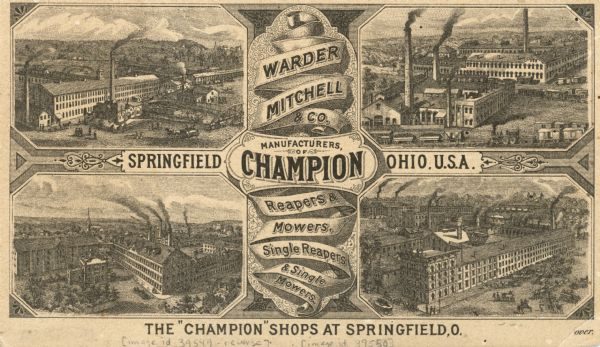 WARDER
MITCHELL
& CO.
MANUFACTURERS,
OF
SPRINGFIELD CHAMPION OHIO, U.S.A.
Reapers &
Mowers,
Single Reapers,
& Single
Mowers.
THE "CHAMPION" SHOPS AT SPRINGFIELD, O.
over.